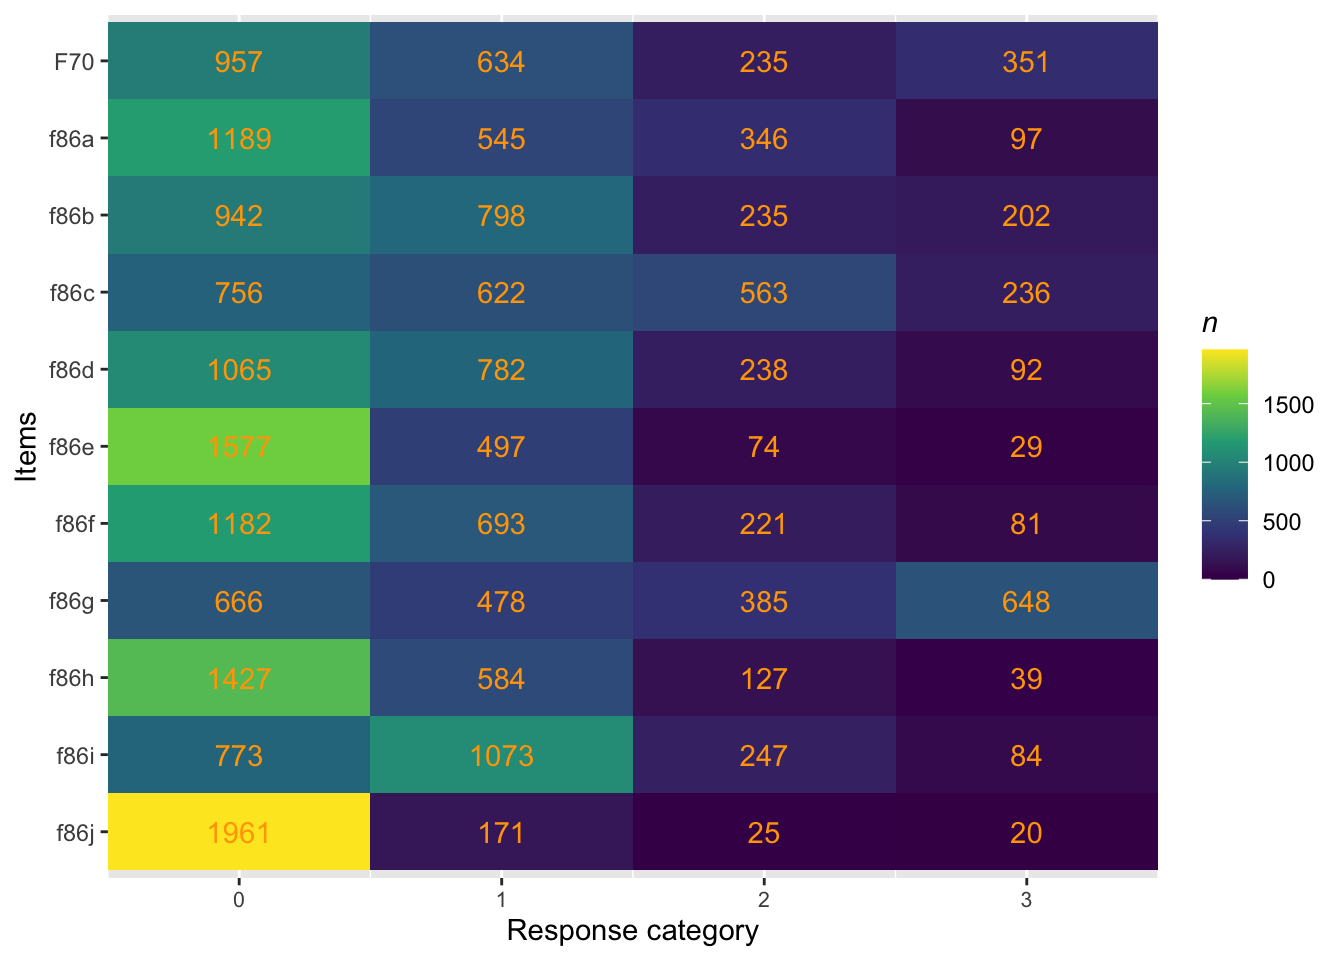 F70 957 634 235 351
f86a 1189 545 346 97
f86b 942 798 235 202
f86c 756 622 563 236
f86d 1065 782 238 92
f86e 1577 497 74 29
f86f 1182 693 221 81
f86g 666 478 385 648
f86h 1427 584 127 39
f86i 773 1073 247 84
f86j 1961 171 25 20
0 1 2 3
Response category
Items
n
1500
1000
500
0